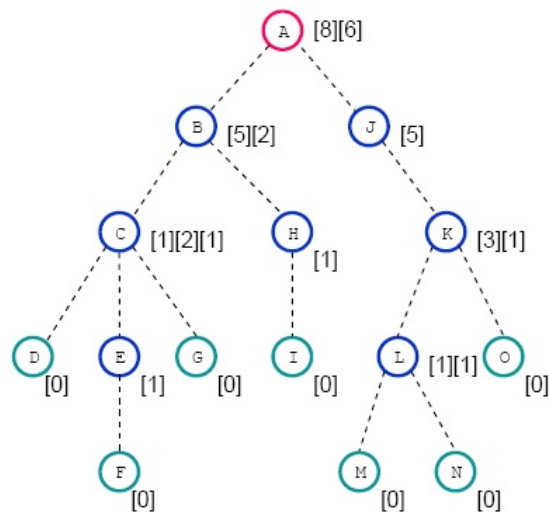 A [8][6]
B [5][2] J [5]
C [1][2][1] H [1] K [3][1]
D [0] E [1] G [0] I [0] L [1][1] O [0]
F [0] M [0] N [0]